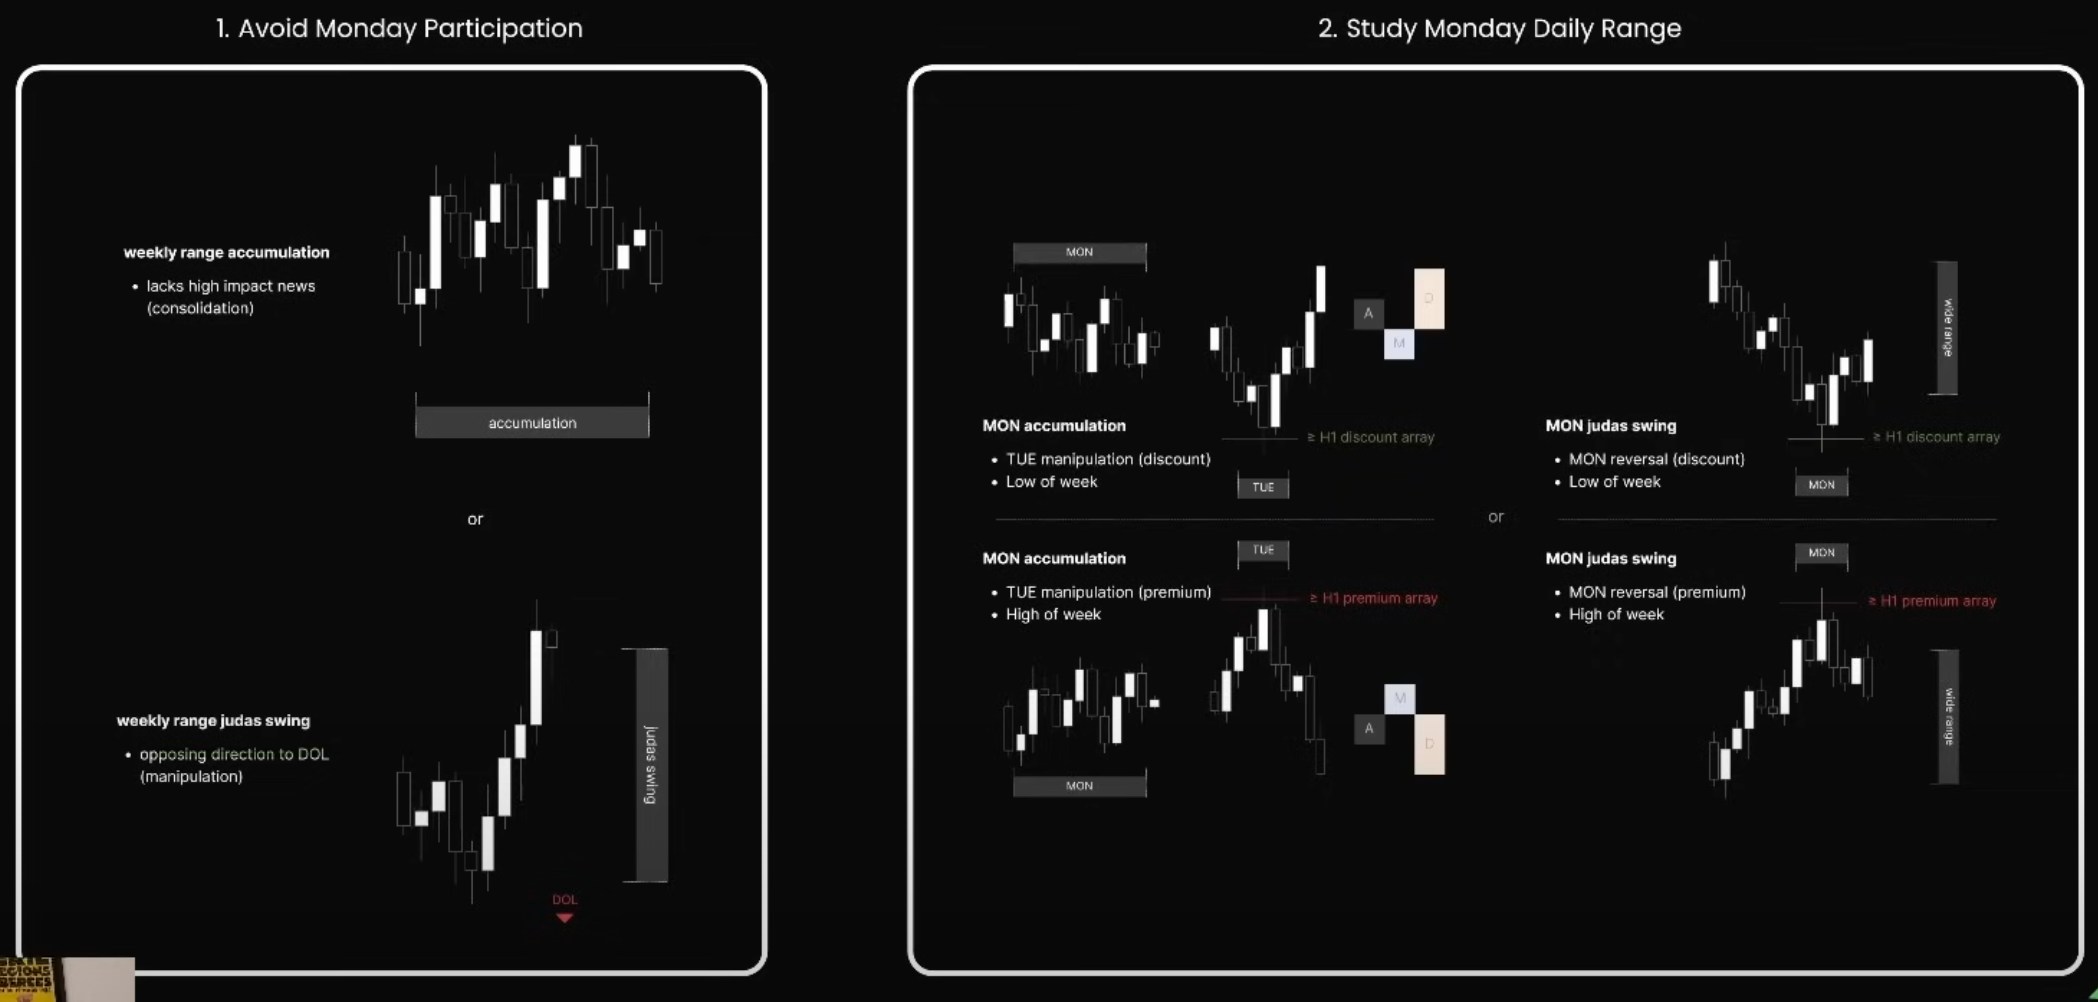 1. Avoid Monday Participation
weekly range accumulation
• lacks high impact news
(consolidation)
accumulation
or
weekly range judas swing
• opposing direction to DOL
(manipulation)
judas swing
DOL
2. Study Monday Daily Range
MON
A
M
D
MON accumulation
• TUE manipulation (discount)
• Low of week
≥ H1 discount array
TUE
wide range
MON judas swing
• MON reversal (discount)
• Low of week
≥ H1 discount array
MON
or
MON accumulation
• TUE manipulation (premium)
• High of week
TUE
≥ H1 premium array
MON
A
M
D
MON judas swing
• MON reversal (premium)
• High of week
MON
≥ H1 premium array
wide range